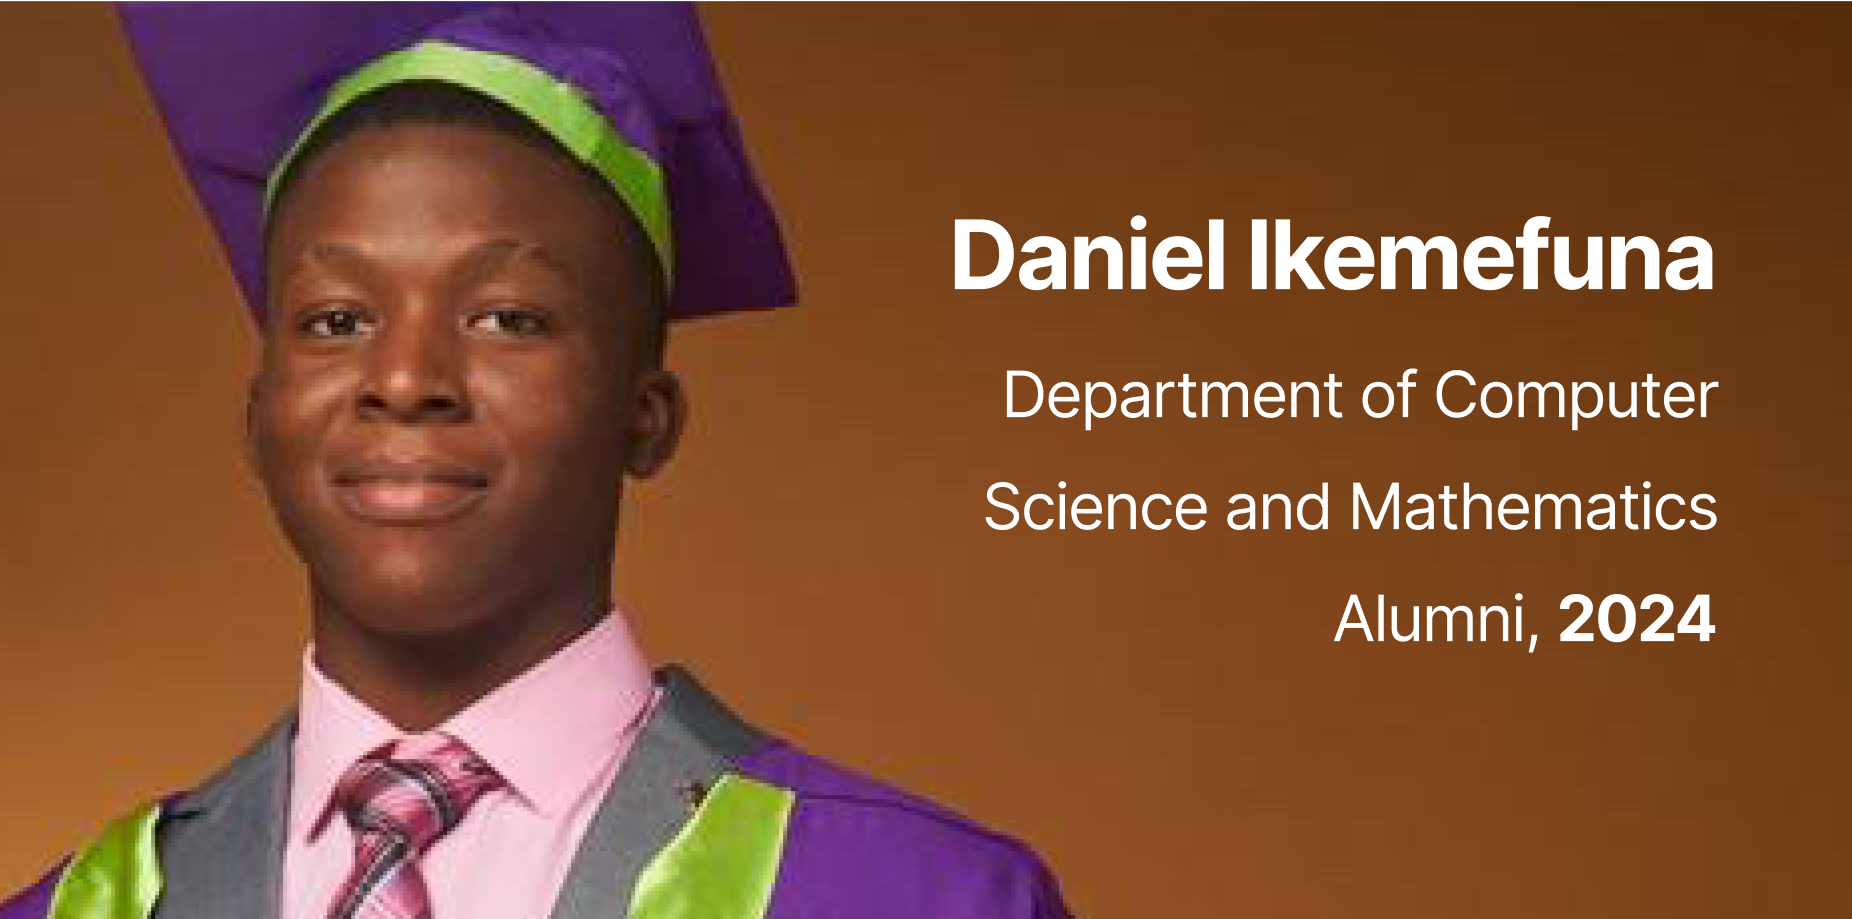 Daniel Ikemefuna
Department of Computer
Science and Mathematics
Alumni, 2024